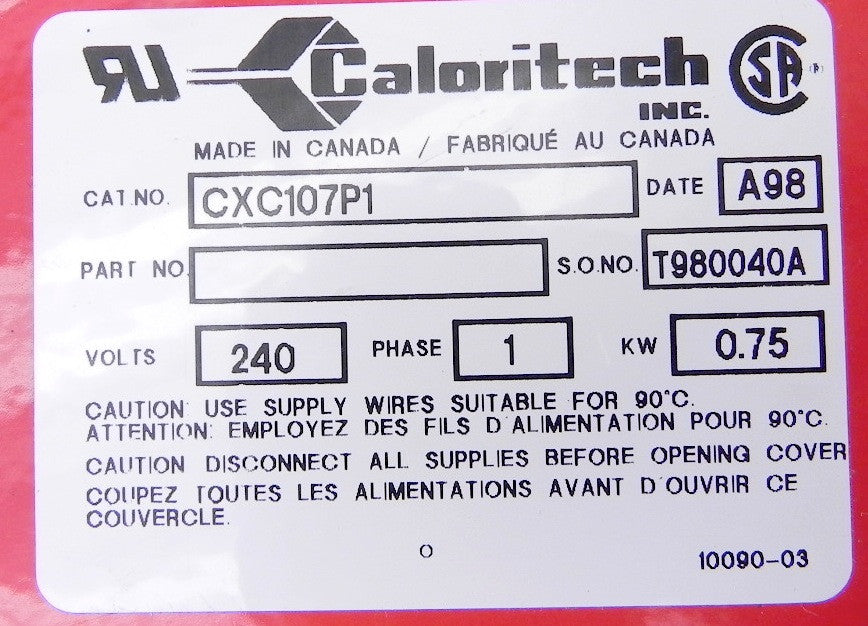 RU Caloritech SA
INC.
MADE IN CANADA / FABRIQUÉ AU CANADA
CAT.NO. CXC107P1 DATE A98
PART NO. S.O.NO. T980040A
VOLTS 240 PHASE 1 KW 0.75
CAUTION: USE SUPPLY WIRES SUITABLE FOR 90°C.
ATTENTION: EMPLOYEZ DES FILS D'ALIMENTATION POUR 90°C.
CAUTION DISCONNECT ALL SUPPLIES BEFORE OPENING COVER
COUPEZ TOUTES LES ALIMENTATIONS AVANT D'OUVRIR CE
COUVERCLE.
O
10090-03